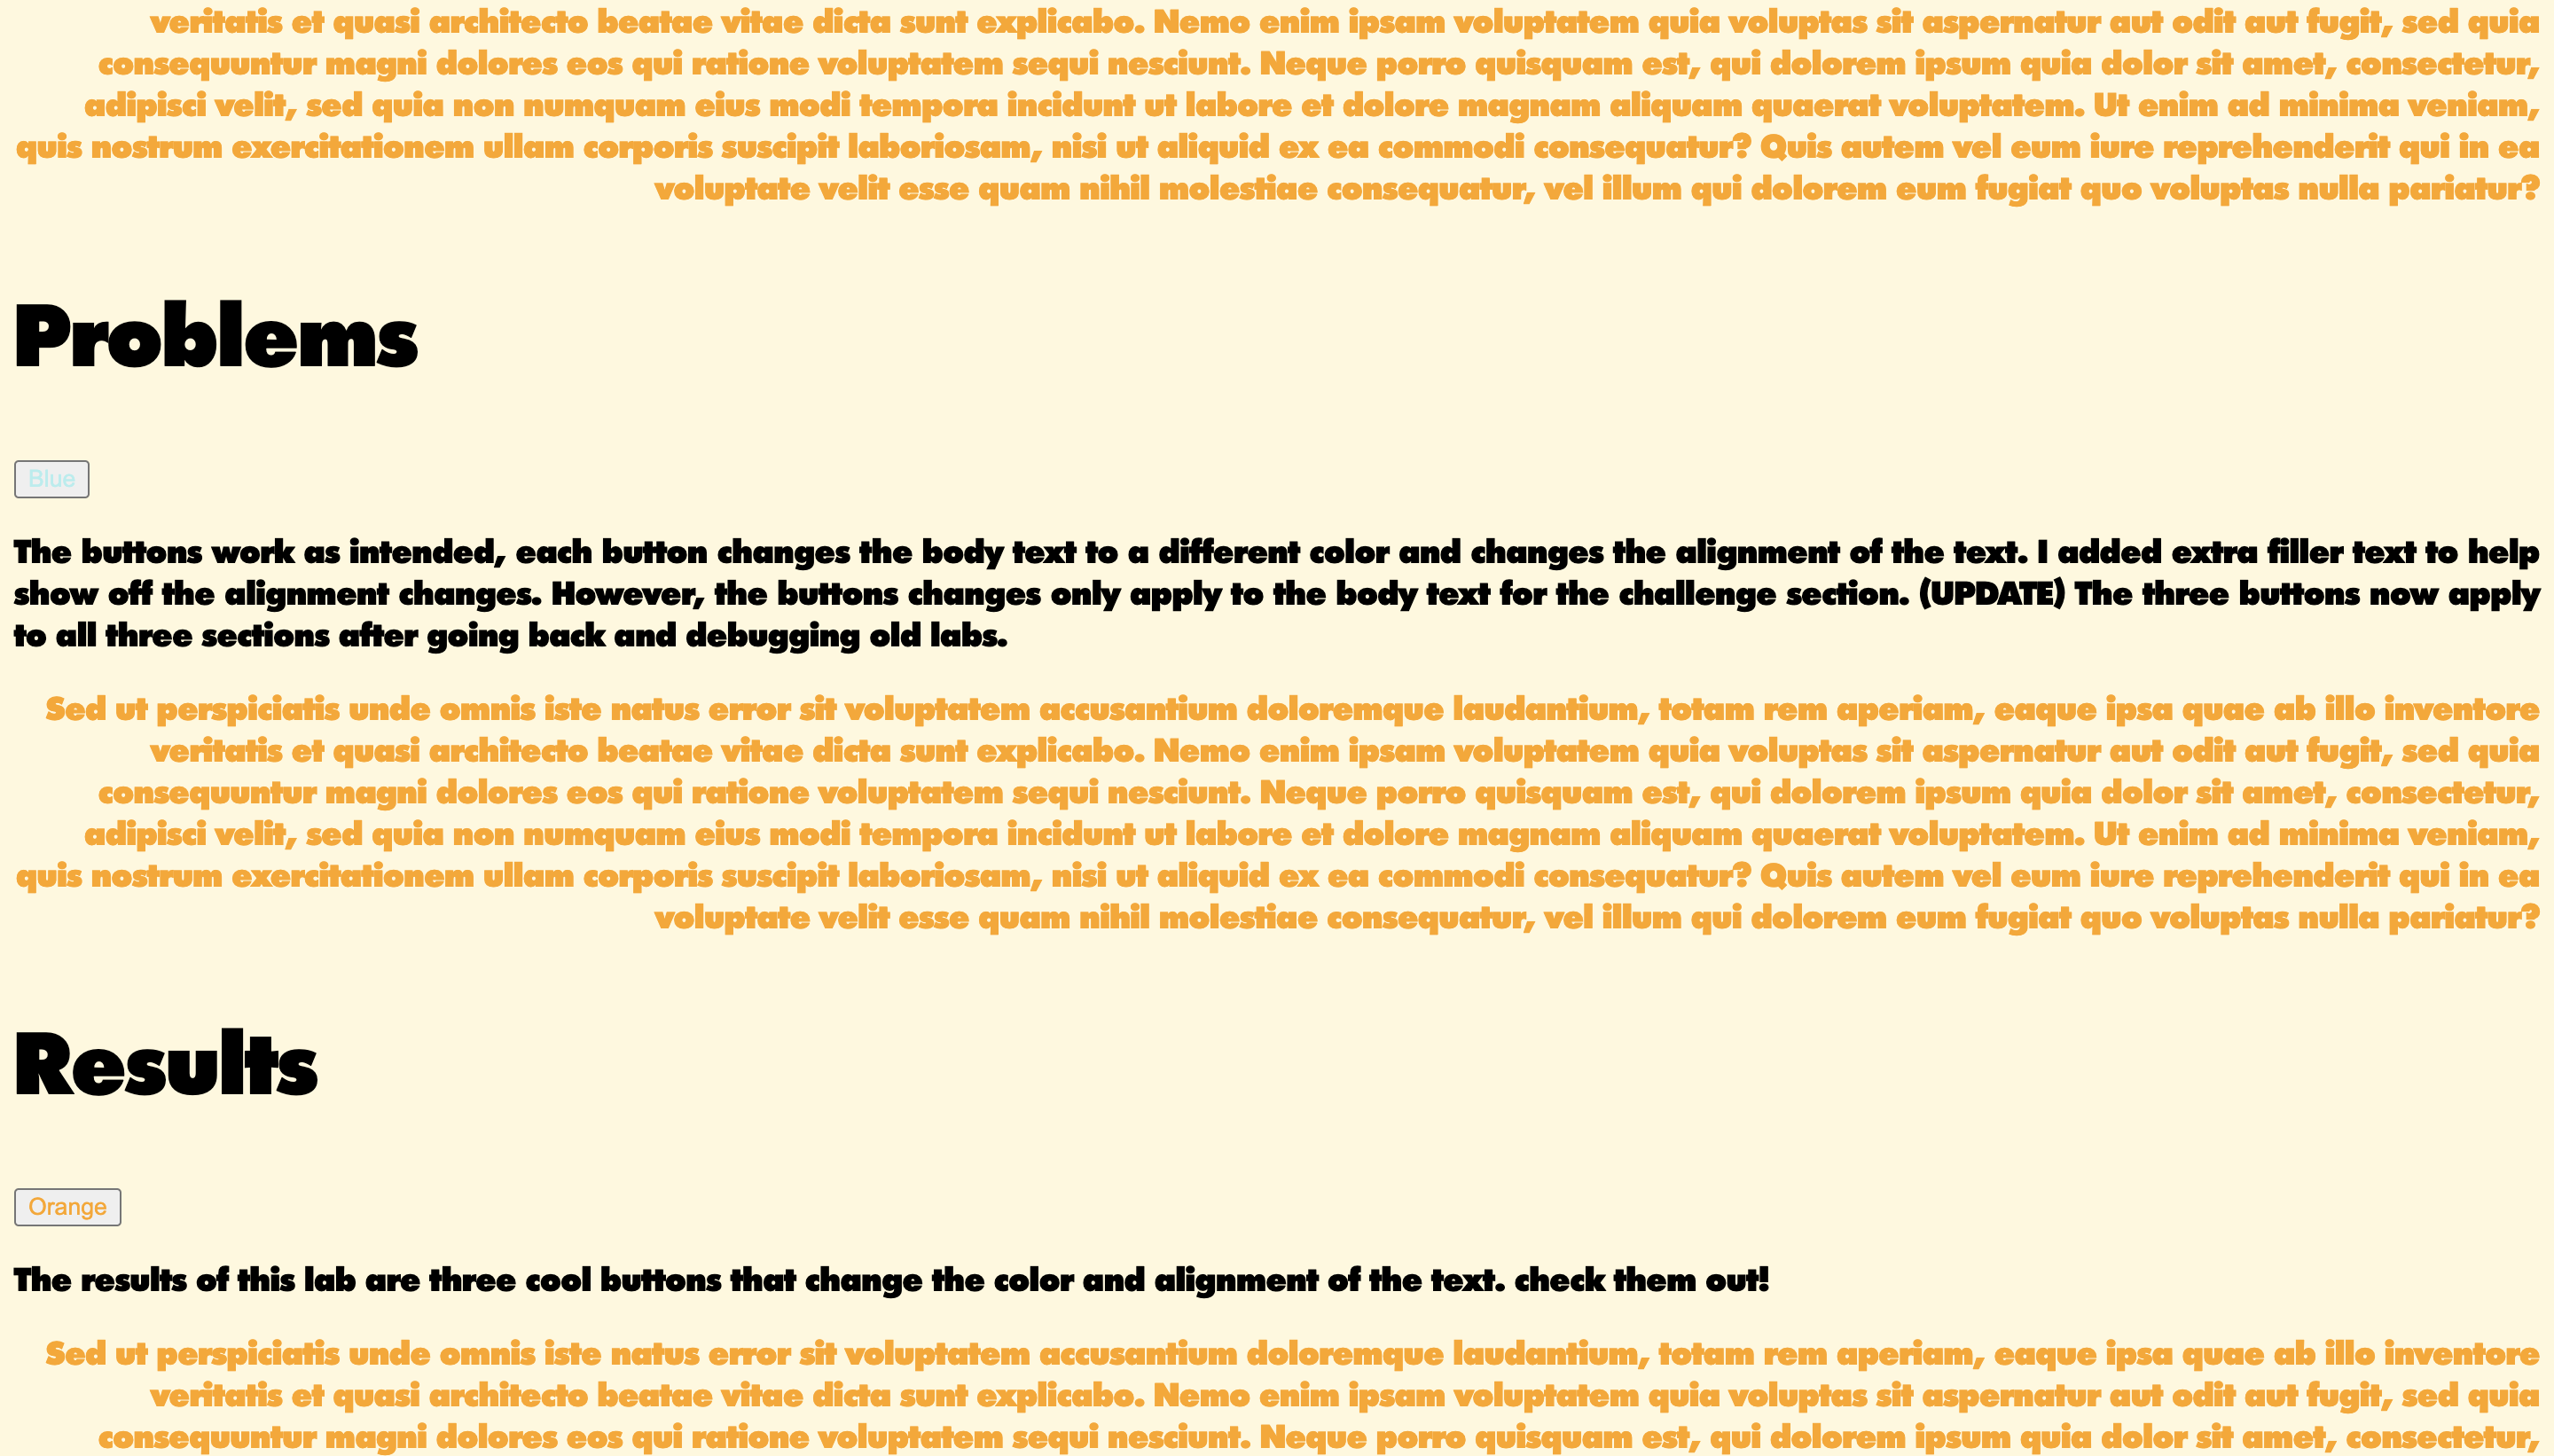 veritatis et quasi architecto beatae vitae dicta sunt explicabo. Nemo enim ipsam voluptatem quia voluptas sit aspernatur aut odit aut fugit, sed quia
consequuntur magni dolores eos qui ratione voluptatem sequi nesciunt. Neque porro quisquam est, qui dolorem ipsum quia dolor sit amet, consectetur,
adipisci velit, sed quia non numquam eius modi tempora incidunt ut labore et dolore magnam aliquam quaerat voluptatem. Ut enim ad minima veniam,
quis nostrum exercitationem ullam corporis suscipit laboriosam, nisi ut aliquid ex ea commodi consequatur? Quis autem vel eum iure reprehenderit qui in ea
voluptate velit esse quam nihil molestiae consequatur, vel illum qui dolorem eum fugiat quo voluptas nulla pariatur?
Problems
Blue
The buttons work as intended, each button changes the body text to a different color and changes the alignment of the text. I added extra filler text to help
show off the alignment changes. However, the buttons changes only apply to the body text for the challenge section. (UPDATE) The three buttons now apply
to all three sections after going back and debugging old labs.
Sed ut perspiciatis unde omnis iste natus error sit voluptatem accusantium doloremque laudantium, totam rem aperiam, eaque ipsa quae ab illo inventore
veritatis et quasi architecto beatae vitae dicta sunt explicabo. Nemo enim ipsam voluptatem quia voluptas sit aspernatur aut odit aut fugit, sed quia
consequuntur magni dolores eos qui ratione voluptatem sequi nesciunt. Neque porro quisquam est, qui dolorem ipsum quia dolor sit amet, consectetur,
adipisci velit, sed quia non numquam eius modi tempora incidunt ut labore et dolore magnam aliquam quaerat voluptatem. Ut enim ad minima veniam,
quis nostrum exercitationem ullam corporis suscipit laboriosam, nisi ut aliquid ex ea commodi consequatur? Quis autem vel eum iure reprehenderit qui in ea
voluptate velit esse quam nihil molestiae consequatur, vel illum qui dolorem eum fugiat quo voluptas nulla pariatur?
Results
Orange
The results of this lab are three cool buttons that change the color and alignment of the text. check them out!
Sed ut perspiciatis unde omnis iste natus error sit voluptatem accusantium doloremque laudantium, totam rem aperiam, eaque ipsa quae ab illo inventore
veritatis et quasi architecto beatae vitae dicta sunt explicabo. Nemo enim ipsam voluptatem quia voluptas sit aspernatur aut odit aut fugit, sed quia
consequuntur magni dolores eos qui ratione voluptatem sequi nesciunt. Neque porro quisquam est, qui dolorem ipsum quia dolor sit amet, consectetur,